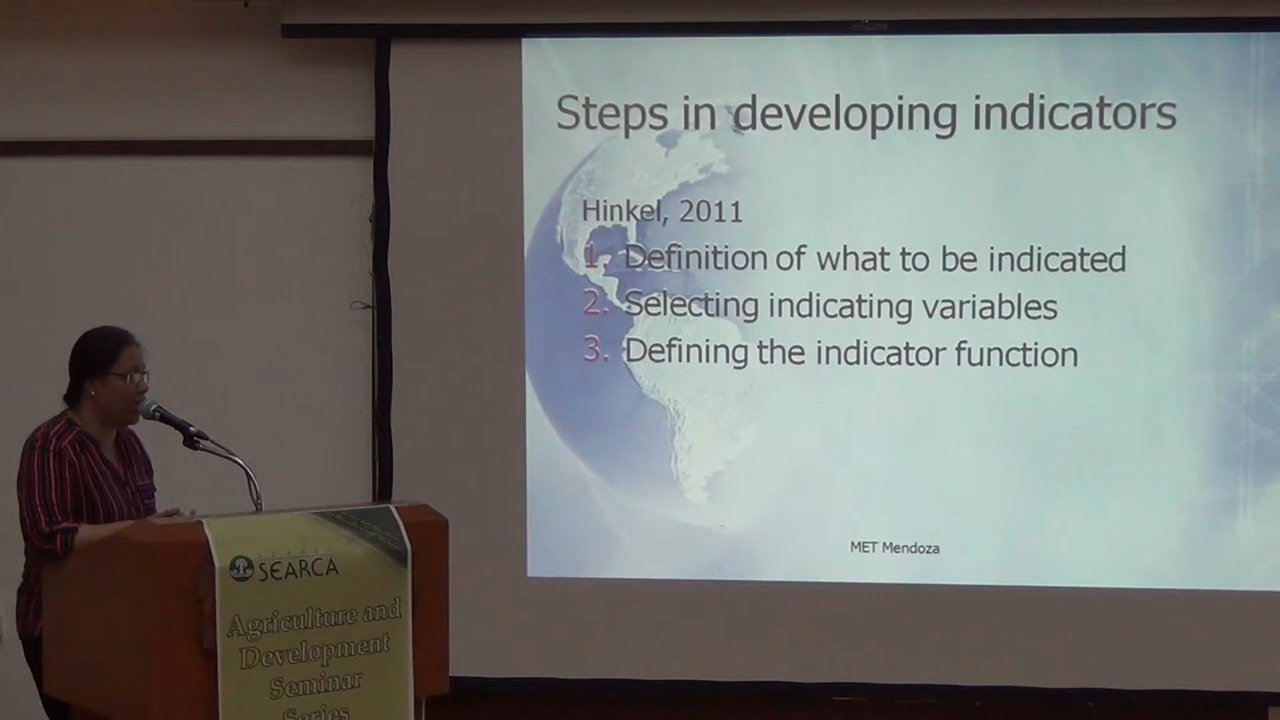 Steps in developing indicators
Hinkel, 2011
1. Definition of what to be indicated
2. Selecting indicating variables
3. Defining the indicator function
MET Mendoza
SEARCA
Agriculture and
Development
Seminar
Series